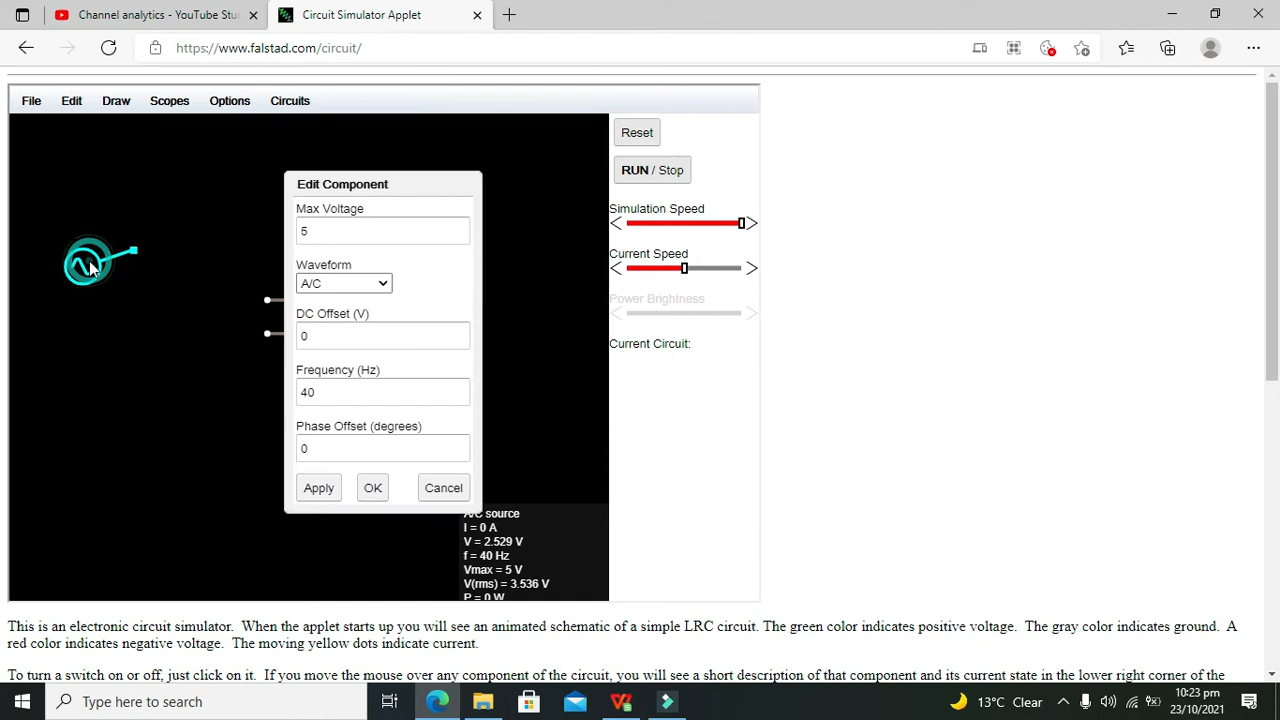 Channel analytics - YouTube Stu
Circuit Simulator Applet
https://www.falstad.com/circuit/
File Edit Draw Scopes Options Circuits
Reset
RUN / Stop
Simulation Speed
Current Speed
Power Brightness
Current Circuit:
Edit Component
Max Voltage
5
Waveform
A/C
DC Offset (V)
0
Frequency (Hz)
40
Phase Offset (degrees)
0
Apply OK Cancel
A/C source
I = 0 A
V = 2.529 V
f = 40 Hz
Vmax = 5 V
V(rms) = 3.536 V
P = 0 W
This is an electronic circuit simulator. When the applet starts up you will see an animated schematic of a simple LRC circuit. The green color indicates positive voltage. The gray color indicates ground. A
red color indicates negative voltage. The moving yellow dots indicate current.
To turn a switch on or off, just click on it. If you move the mouse over any component of the circuit, you will see a short description of that component and its current state in the lower right corner of the
Type here to search
13°C Clear
10:23 pm
23/10/2021